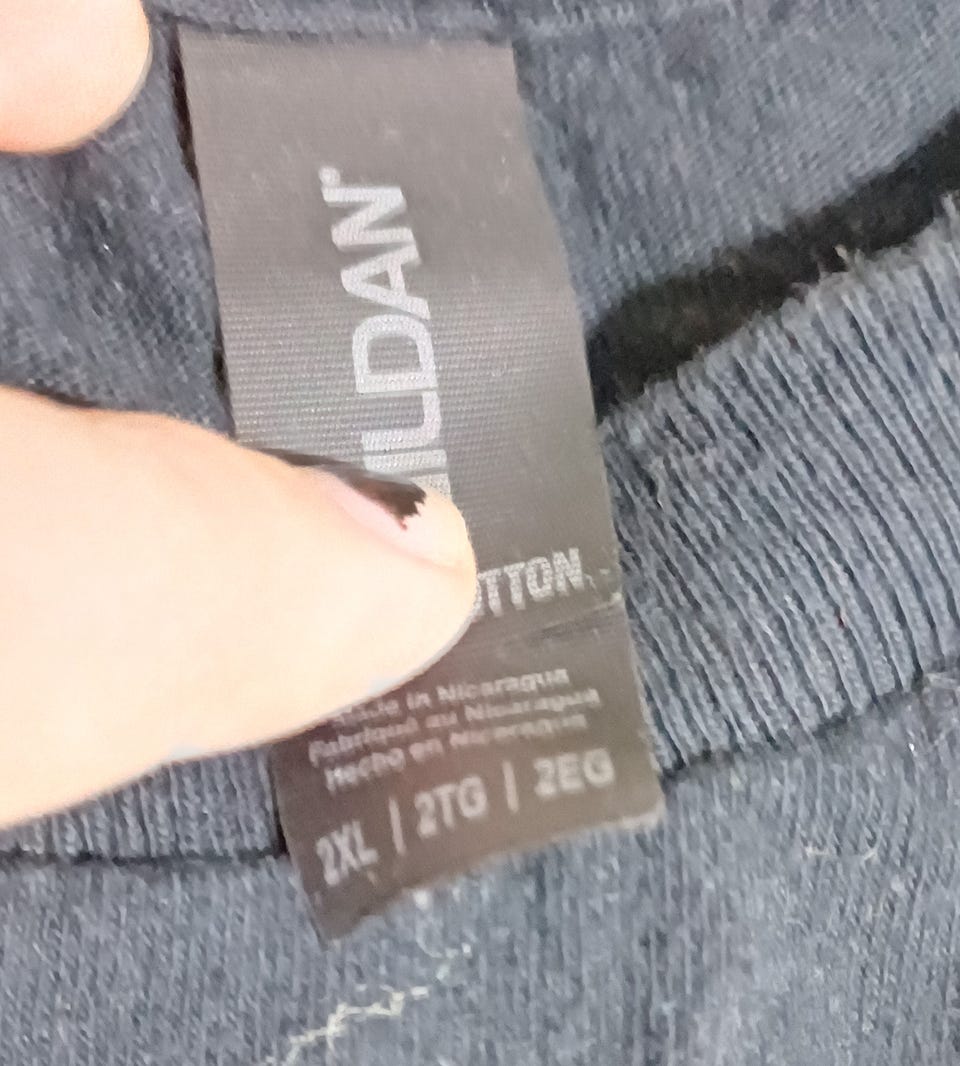 ILDAN®
OTTON
Made in Nicaragua
Fabriqué au Nicaragua
Hecho en Nicaragua
2XL | 2TG | 2EG